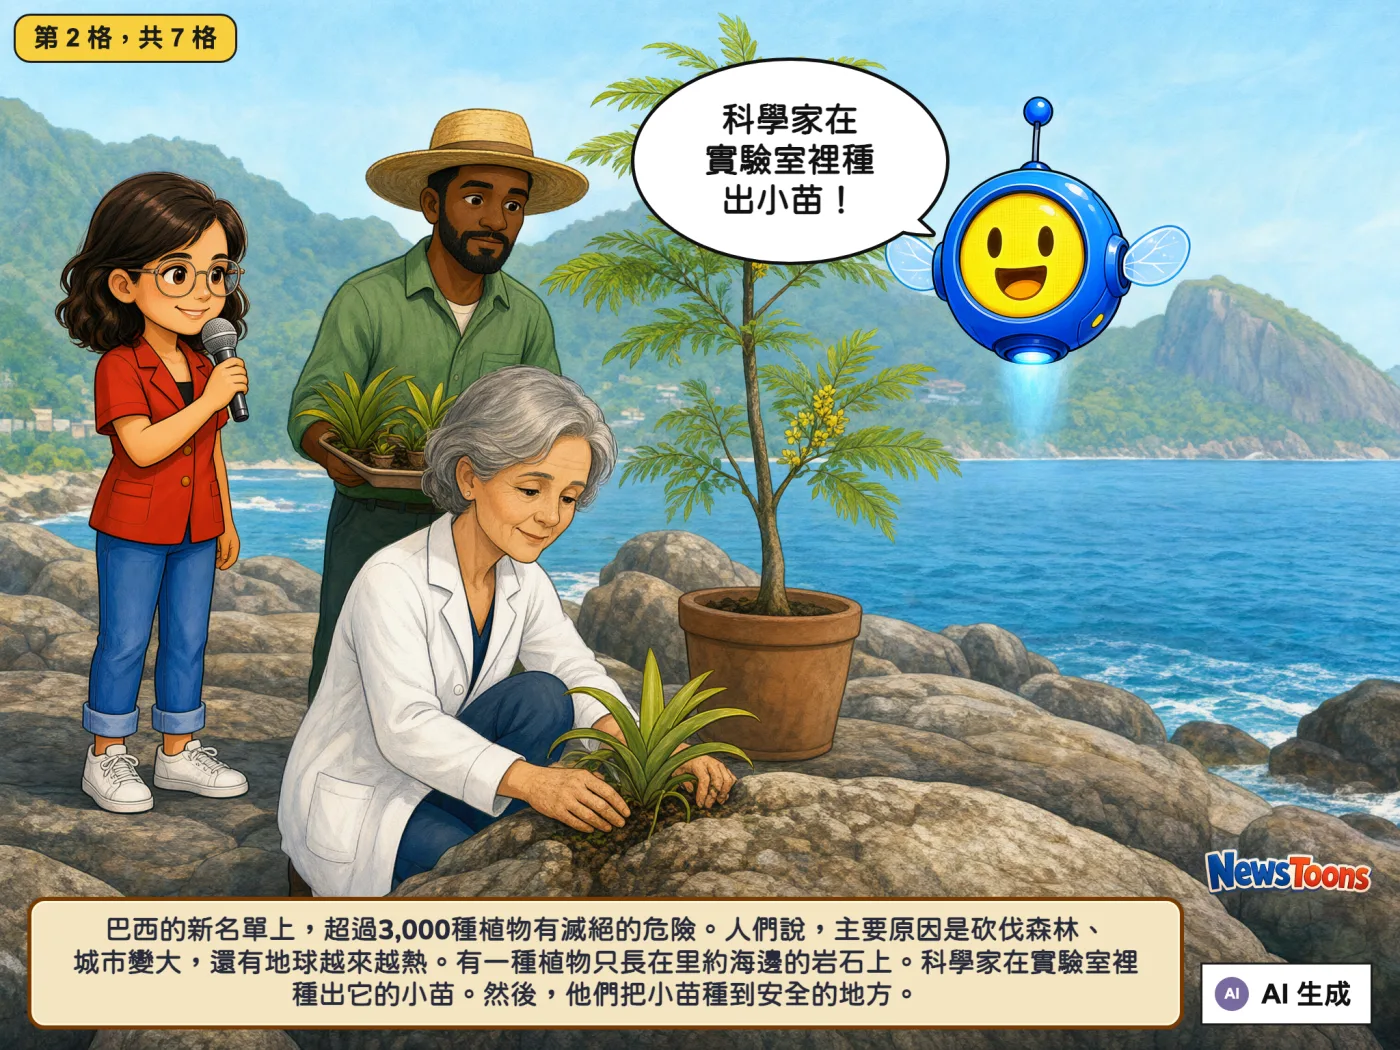 第 2 格，共 7 格
科學家在
實驗室裡種
出小苗！
NewsToons
巴西的新名單上，超過3,000種植物有滅絕的危險。人們說，主要原因是砍伐森林、
城市變大，還有地球越來越熱。有一種植物只長在里約海邊的岩石上。科學家在實驗室裡
種出它的小苗。然後，他們把小苗種到安全的地方。
AI AI 生成